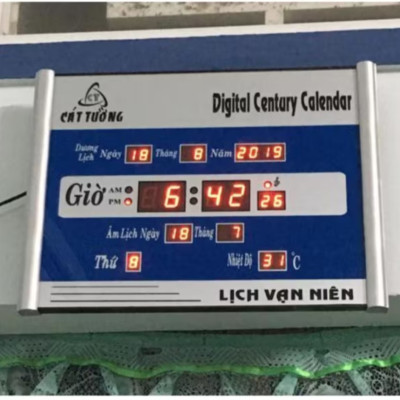 CÁT TƯỜNG
Digital Century Calendar
Dương Lịch Ngày 18 Tháng 8 Năm 2019
Giờ AM PM 6:42 26
Âm Lịch Ngày 18 Tháng 7
Thứ 8 Nhiệt Độ 31 °C
LỊCH VẠN NIÊN